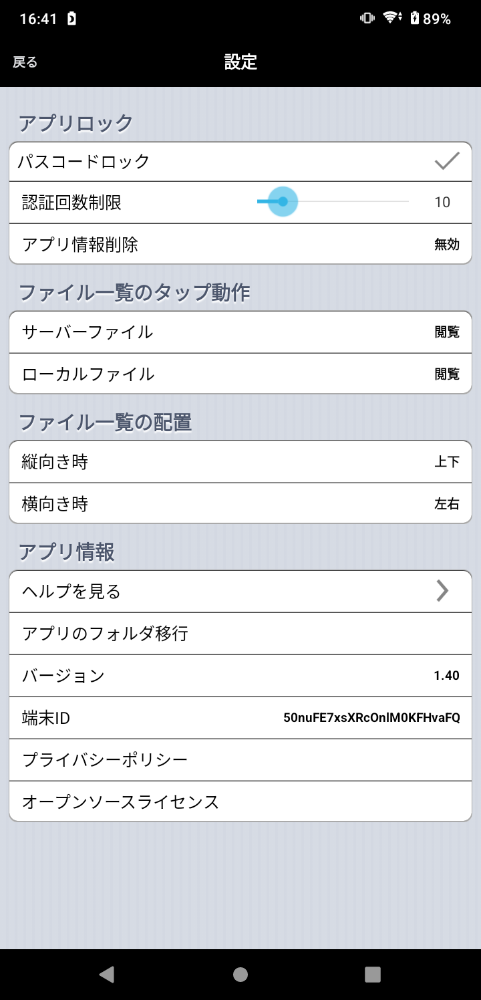 16:41
89%
戻る
設定
アプリロック
パスコードロック
認証回数制限 10
アプリ情報削除 無効
ファイル一覧のタップ動作
サーバーファイル 閲覧
ローカルファイル 閲覧
ファイル一覧の配置
縦向き時 上下
横向き時 左右
アプリ情報
ヘルプを見る
アプリのフォルダ移行
バージョン 1.40
端末ID 50nuFE7xsXRcOnlM0KFHvaFQ
プライバシーポリシー
オープンソースライセンス